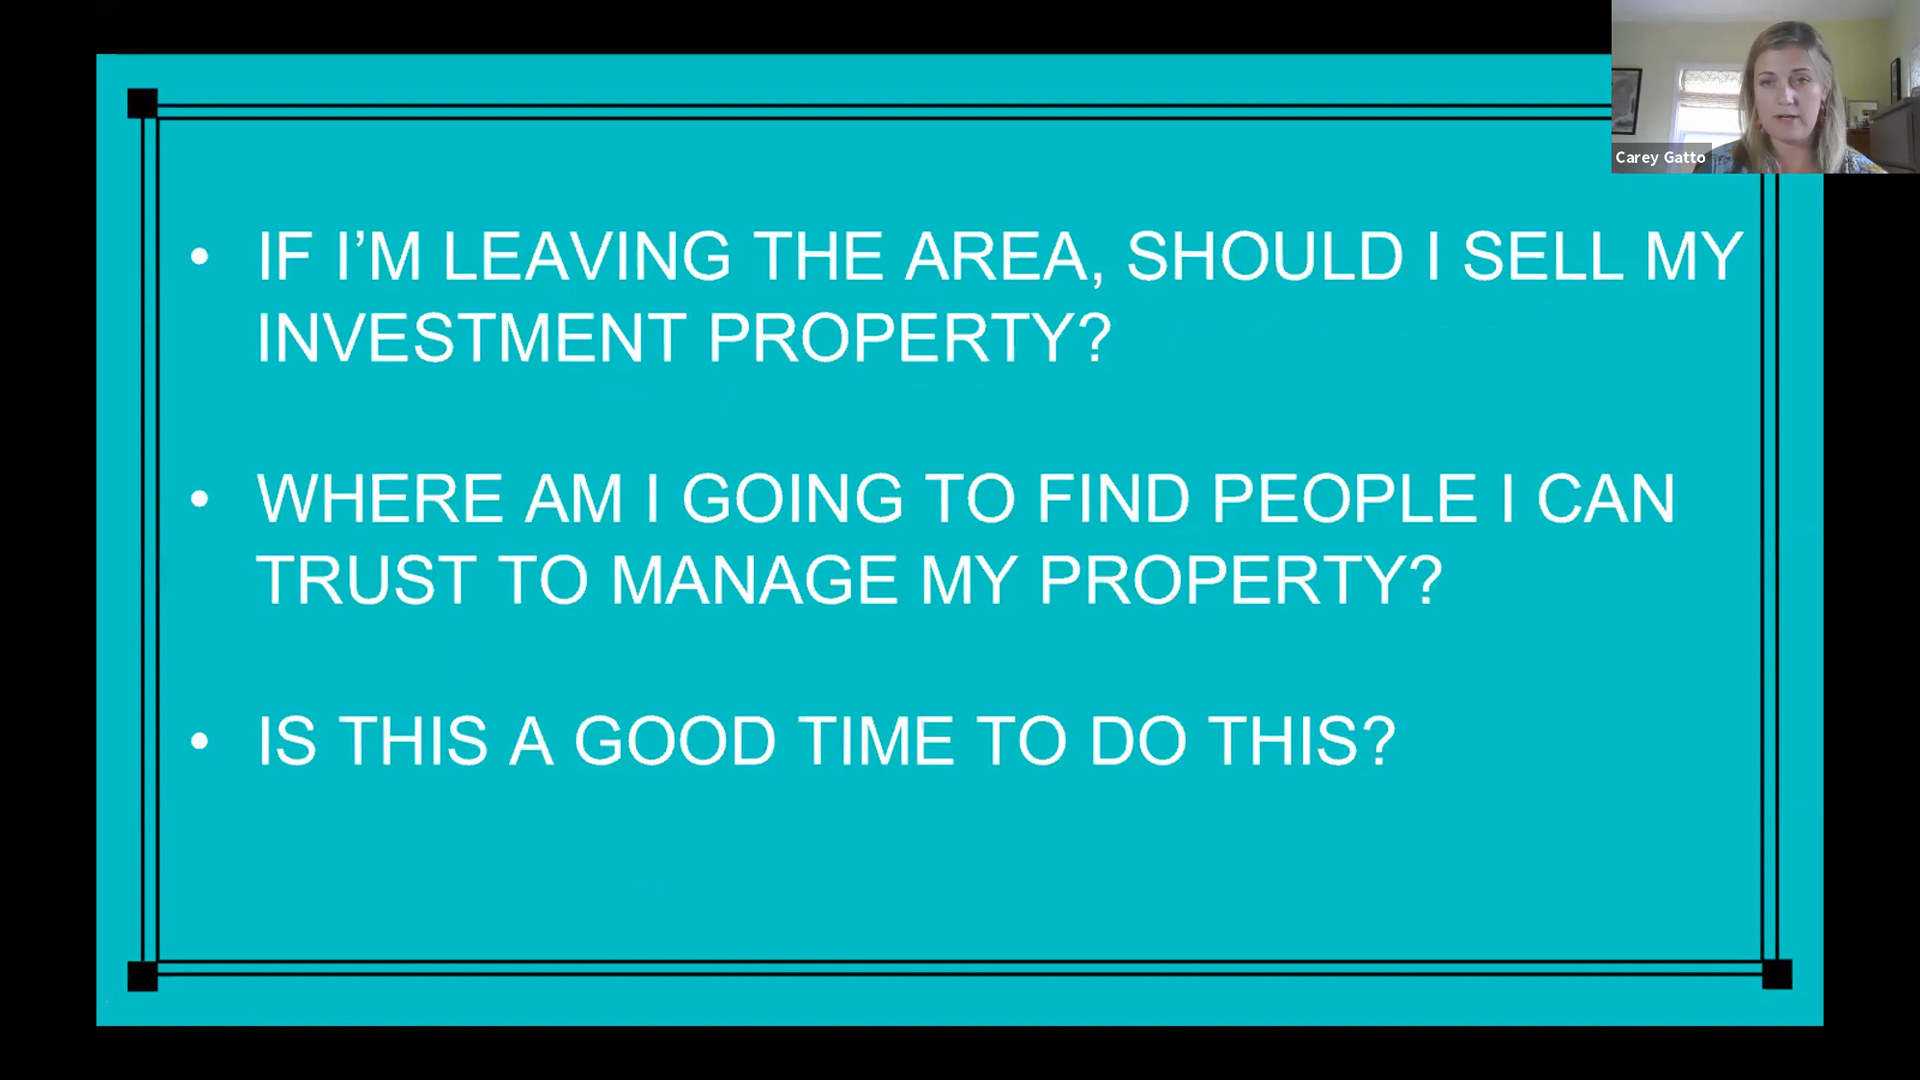 Carey Gatto
• IF I’M LEAVING THE AREA, SHOULD I SELL MY
INVESTMENT PROPERTY?
• WHERE AM I GOING TO FIND PEOPLE I CAN
TRUST TO MANAGE MY PROPERTY?
• IS THIS A GOOD TIME TO DO THIS?